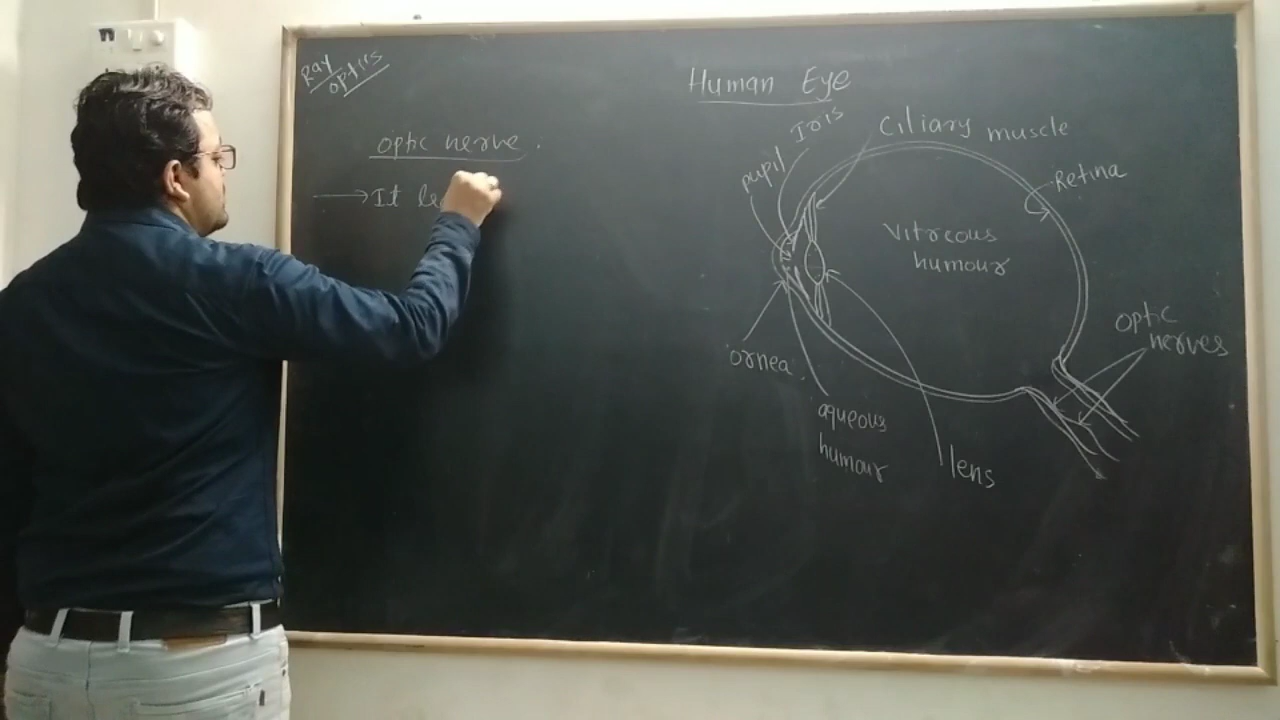 Ray
optics
Human Eye
optic nerve.
→ It le
pupil
Iris
Ciliary muscle
Retina
Vitreous
humour
optic
nerves
ornea.
aqueous
humour
lens